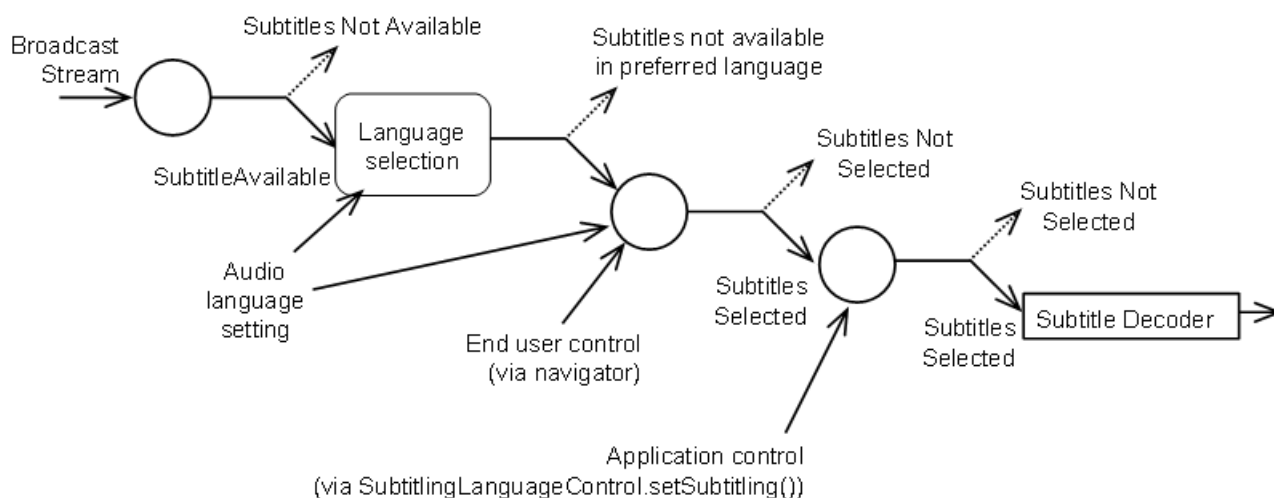 Broadcast
Stream
Subtitles Not Available
Subtitles not available
in preferred language
Language
selection
SubtitleAvailable
Subtitles Not
Selected
Subtitles Not
Selected
Audio
language
setting
Subtitles
Selected
Subtitle Decoder
Subtitles
Selected
End user control
(via navigator)
Application control
(via SubtitlingLanguageControl.setSubtitling())